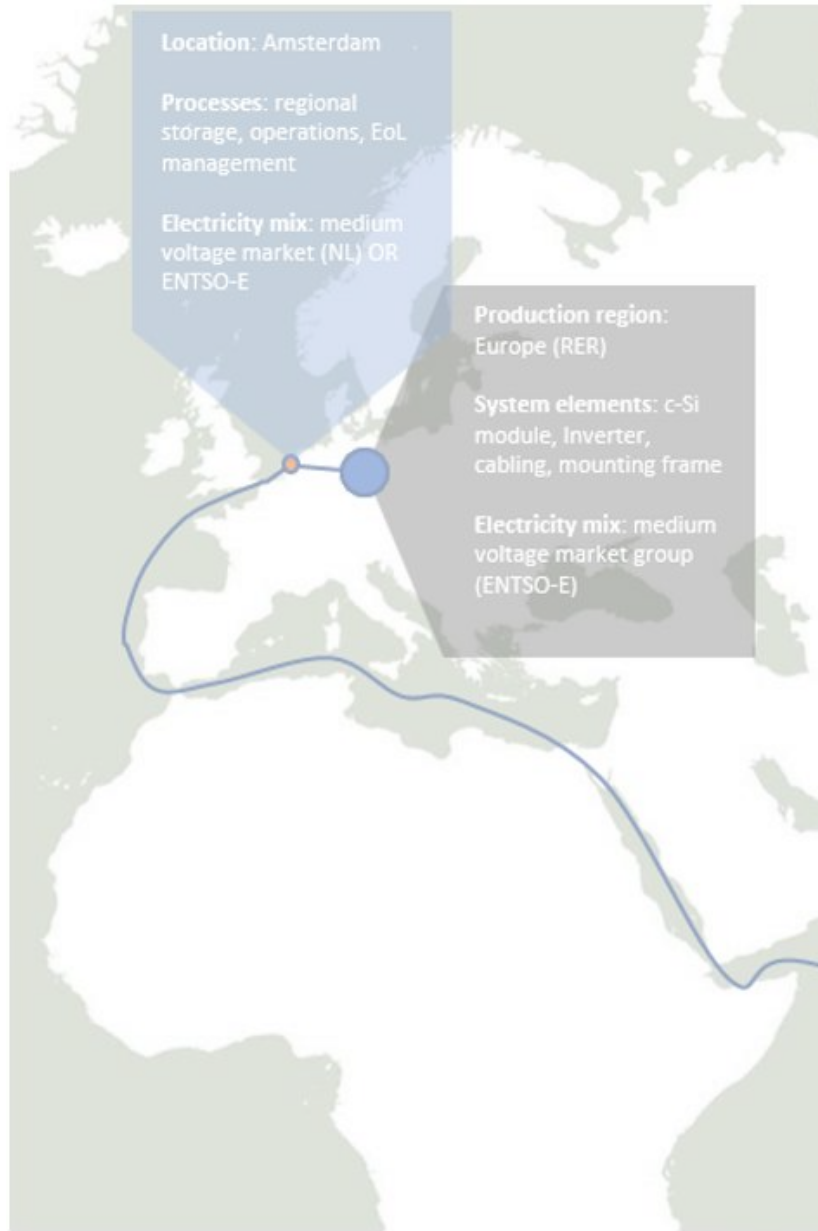 Location: Amsterdam
Processes: regional
storage, operations, EoL
management
Electricity mix: medium
voltage market (NL) OR
ENTSO-E
Production region:
Europe (RER)
System elements: c-Si
module, Inverter,
cabling, mounting frame
Electricity mix: medium
voltage market group
(ENTSO-E)